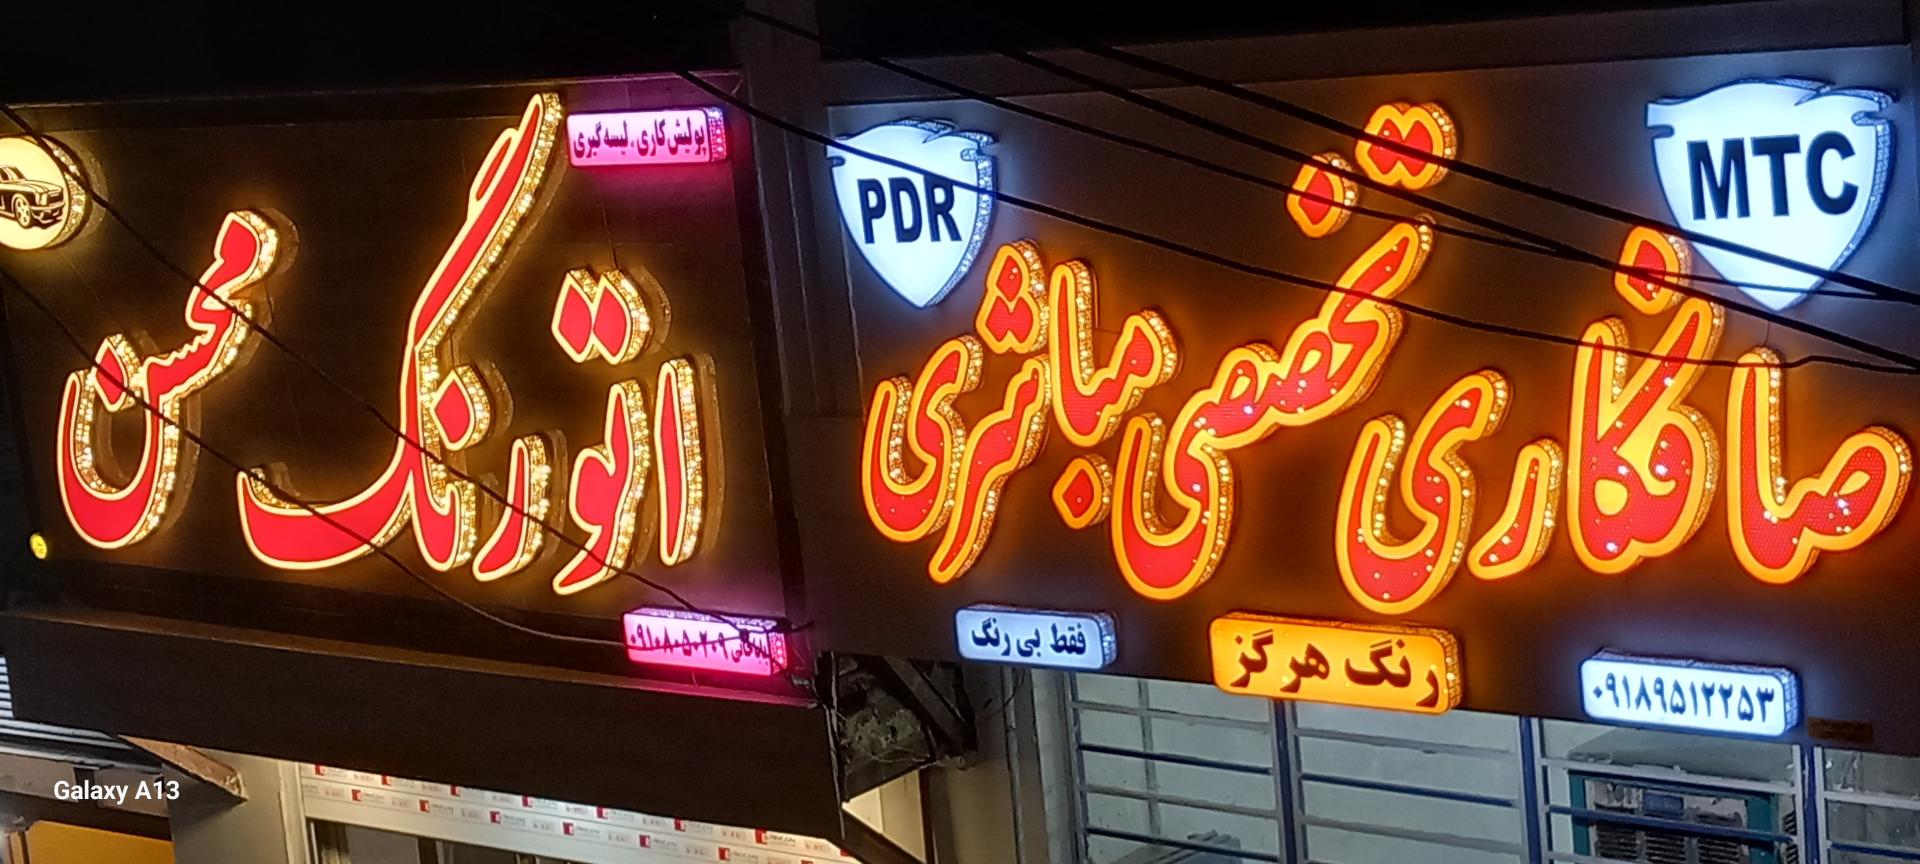 MTC
PDR
صافکاری تخصصی مباشری
۰۹۱۸۹۵۱۲۲۵۳
رنگ هرگز
فقط بی رنگ
پولیش کاری . لیسه گیری
اتورنگ محسن
۰۹۱۰۸۰۵۰۲۰۹
Galaxy A13